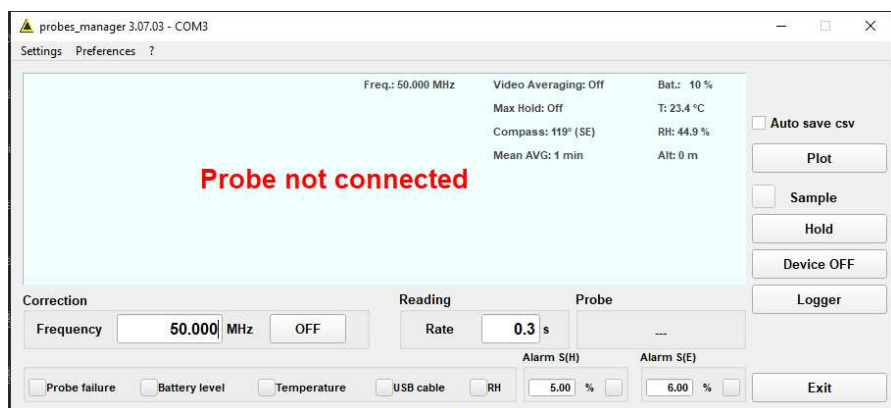 probes_manager 3.07.03 - COM3
Settings Preferences ?
Freq.: 50.000 MHz Video Averaging: Off Bat.: 10 %
Max Hold: Off T: 23.4 °C
Compass: 119° (SE) RH: 44.9 %
Mean AVG: 1 min Alt: 0 m
Probe not connected
Auto save csv
Plot
Sample
Hold
Device OFF
Logger
Correction Reading Probe
Frequency 50.000 MHz OFF Rate 0.3 s ---
Alarm S(H) Alarm S(E)
Probe failure Battery level Temperature USB cable RH 5.00 % 6.00 % Exit